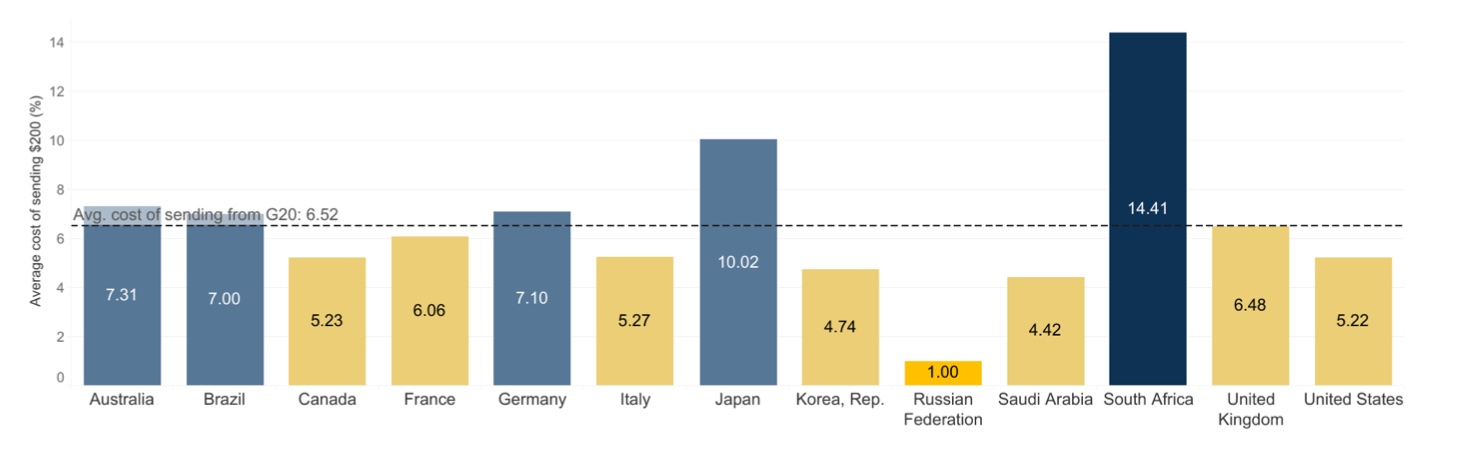 Average cost of sending $200 (%)
14
12
10
8
6
4
2
0
Avg. cost of sending from G20: 6.52
7.31
7.00
5.23
6.06
7.10
5.27
10.02
4.74
1.00
4.42
14.41
6.48
5.22
Australia
Brazil
Canada
France
Germany
Italy
Japan
Korea, Rep.
Russian
Federation
Saudi Arabia
South Africa
United
Kingdom
United States